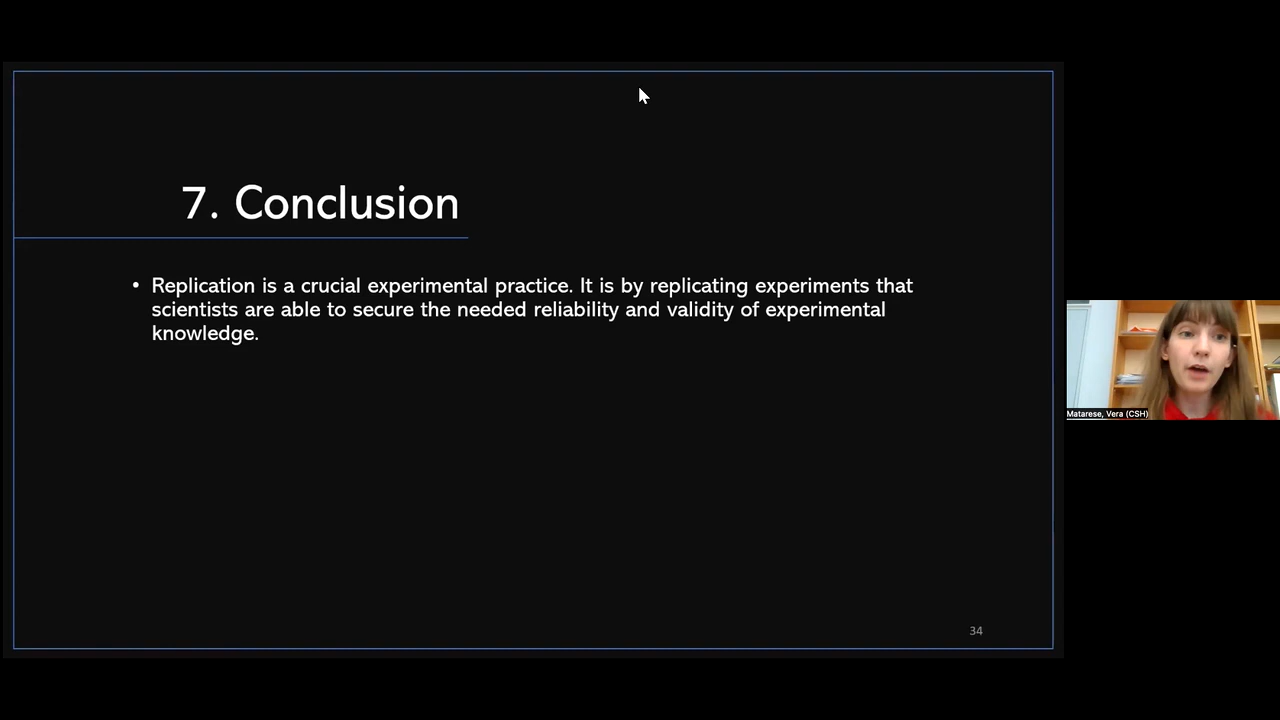 7. Conclusion
• Replication is a crucial experimental practice. It is by replicating experiments that
scientists are able to secure the needed reliability and validity of experimental
knowledge.
Matarese, Vera (CSH)
34